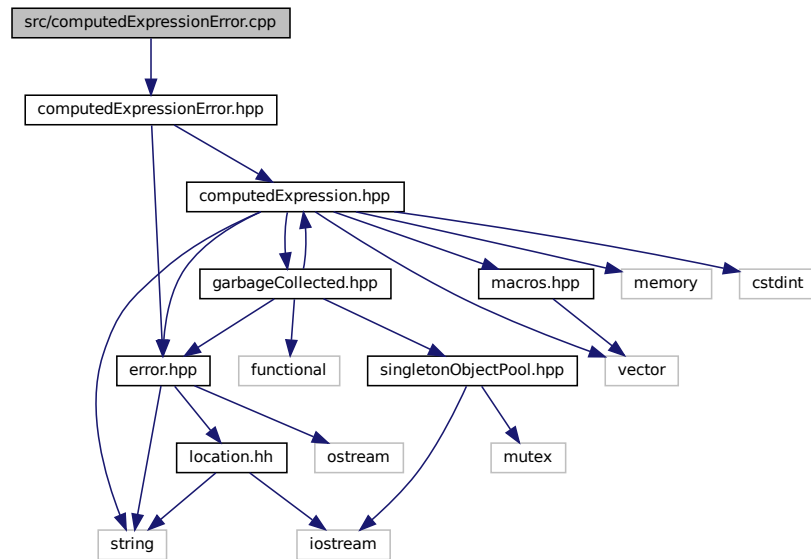 src/computedExpressionError.cpp
computedExpressionError.hpp
computedExpression.hpp
garbageCollected.hpp
macros.hpp
memory
cstdint
error.hpp
functional
singletonObjectPool.hpp
vector
location.hh
ostream
mutex
string
iostream